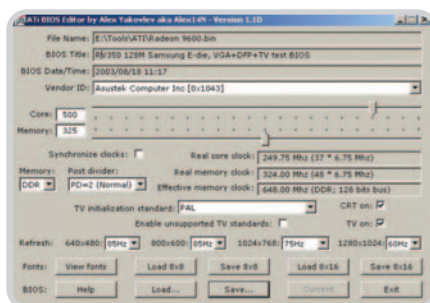 ATi BIOS Editor by Alex Yakovlev aka Alex14N - Version 1.10
File Name: E:\Tools\ATI\Radeon 9600.bin
BIOS Title: RV350 128M Samsung E-die, VGA+DFP+TV test BIOS
BIOS Date/Time: 2003/08/18 11:17
Vendor ID: Asustek Computer Inc [0x1043]
Core: 500
Memory: 325
Synchronize clocks: Real core clock: 249.75 Mhz (37 * 6.75 Mhz)
Memory: Post divider: Real memory clock: 324.00 Mhz (48 * 6.75 Mhz)
DDR PD=2 (Normal) Effective memory clock: 648.00 Mhz (DDR; 128 bits bus)
TV initialization standard: PAL CRT on:
Enable unsupported TV standards: TV on:
Refresh: 640x480: 85Hz 800x600: 85Hz 1024x768: 75Hz 1280x1024: 60Hz
Fonts: View fonts Load 8x8 Save 8x8 Load 8x16 Save 8x16
BIOS: Help Load... Save... Current Exit